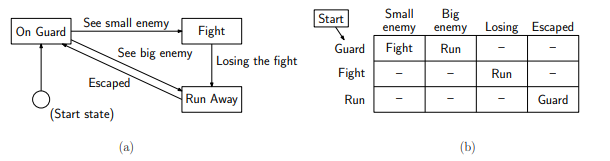 On Guard
See small enemy
Fight
See big enemy
Losing the fight
Escaped
Run Away
(Start state)
(a)
Start
Small enemy Big enemy Losing Escaped
Guard Fight Run – –
Fight – – Run –
Run – – – Guard
(b)